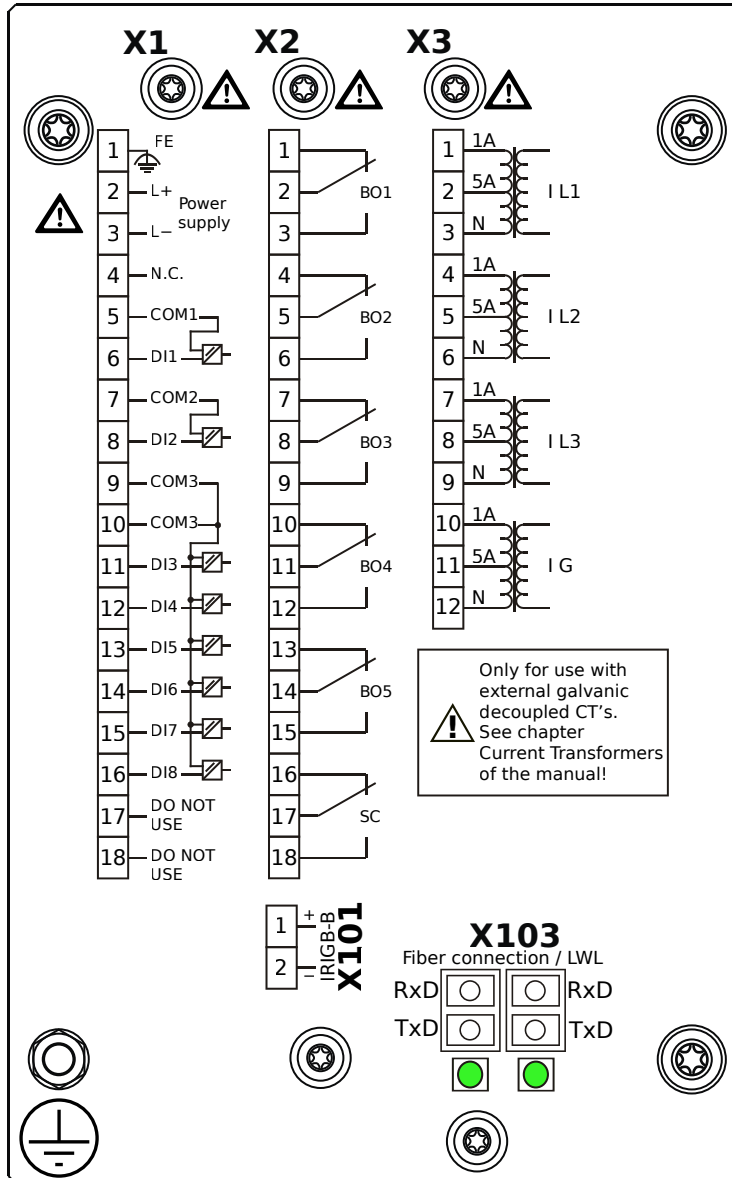 X1 X2 X3
1 FE
2 L+
Power
supply
3 L−
4 N.C.
5 COM1
6 DI1
7 COM2
8 DI2
9 COM3
10 COM3
11 DI3
12 DI4
13 DI5
14 DI6
15 DI7
16 DI8
17 DO NOT
USE
18 DO NOT
USE
1
2 BO1
3
4
5 BO2
6
7
8 BO3
9
10
11 BO4
12
13
14 BO5
15
16
17 SC
18
1 1A
2 5A I L1
3 N
4 1A
5 5A I L2
6 N
7 1A
8 5A I L3
9 N
10 1A
11 5A I G
12 N
Only for use with
external galvanic
decoupled CT's.
See chapter
Current Transformers
of the manual!
1 +
2 −
IRIGB-B
X101
X103
Fiber connection / LWL
RxD RxD
TxD TxD